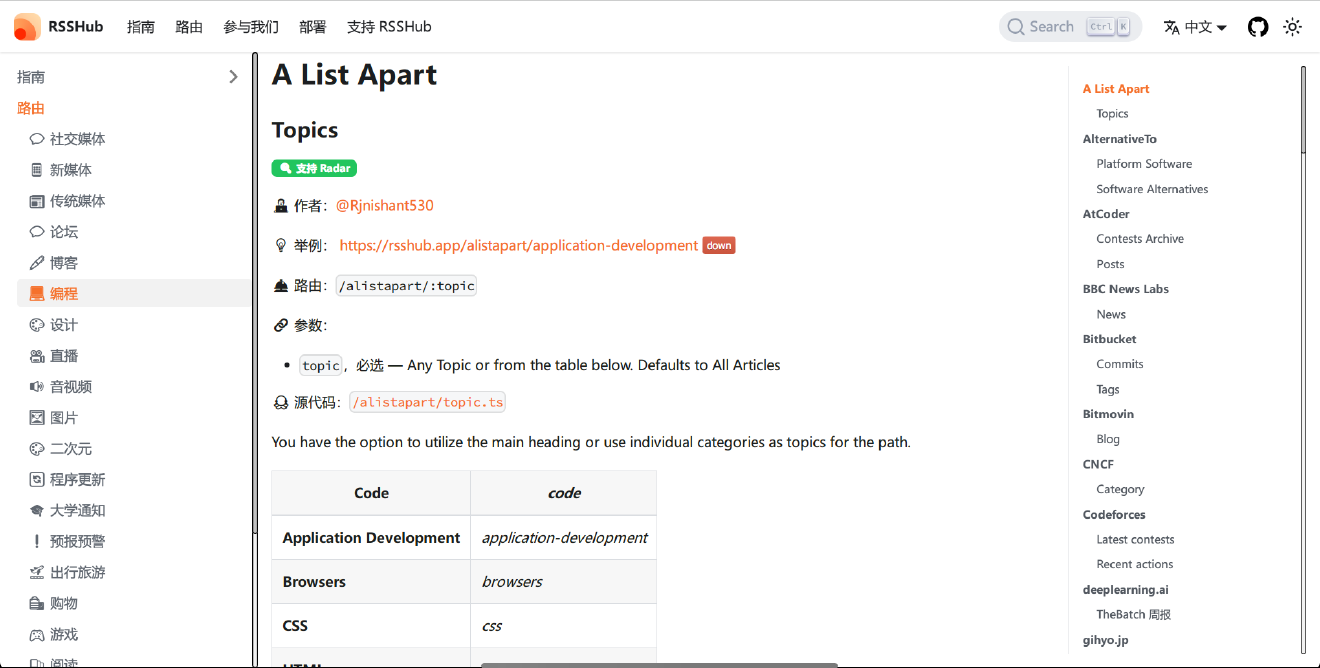 RSSHub 指南 路由 参与我们 部署 支持 RSSHub Search Ctrl K 中文
指南
路由
社交媒体
新媒体
传统媒体
论坛
博客
编程
设计
直播
音视频
图片
二次元
程序更新
大学通知
预报预警
出行旅游
购物
游戏
阅读
A List Apart
Topics
支持 Radar
作者： @Rjnishant530
举例： https://rsshub.app/alistapart/application-development down
路由： /alistapart/:topic
参数：
topic， 必选 — Any Topic or from the table below. Defaults to All Articles
源代码： /alistapart/topic.ts
You have the option to utilize the main heading or use individual categories as topics for the path.
Code code
Application Development application-development
Browsers browsers
CSS css
HTML
A List Apart
Topics
AlternativeTo
Platform Software
Software Alternatives
AtCoder
Contests Archive
Posts
BBC News Labs
News
Bitbucket
Commits
Tags
Bitmovin
Blog
CNCF
Category
Codeforces
Latest contests
Recent actions
deeplearning.ai
TheBatch 周报
gihyo.jp